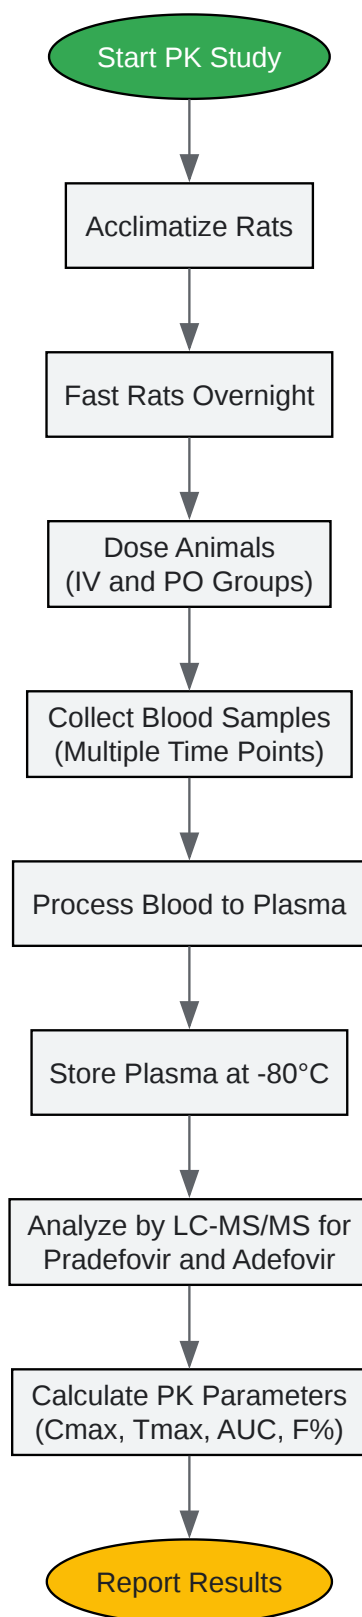 Start PK Study
Acclimatize Rats
Fast Rats Overnight
Dose Animals
(IV and PO Groups)
Collect Blood Samples
(Multiple Time Points)
Process Blood to Plasma
Store Plasma at -80°C
Analyze by LC-MS/MS for
Pradefovir and Adefovir
Calculate PK Parameters
(Cmax, Tmax, AUC, F%)
Report Results